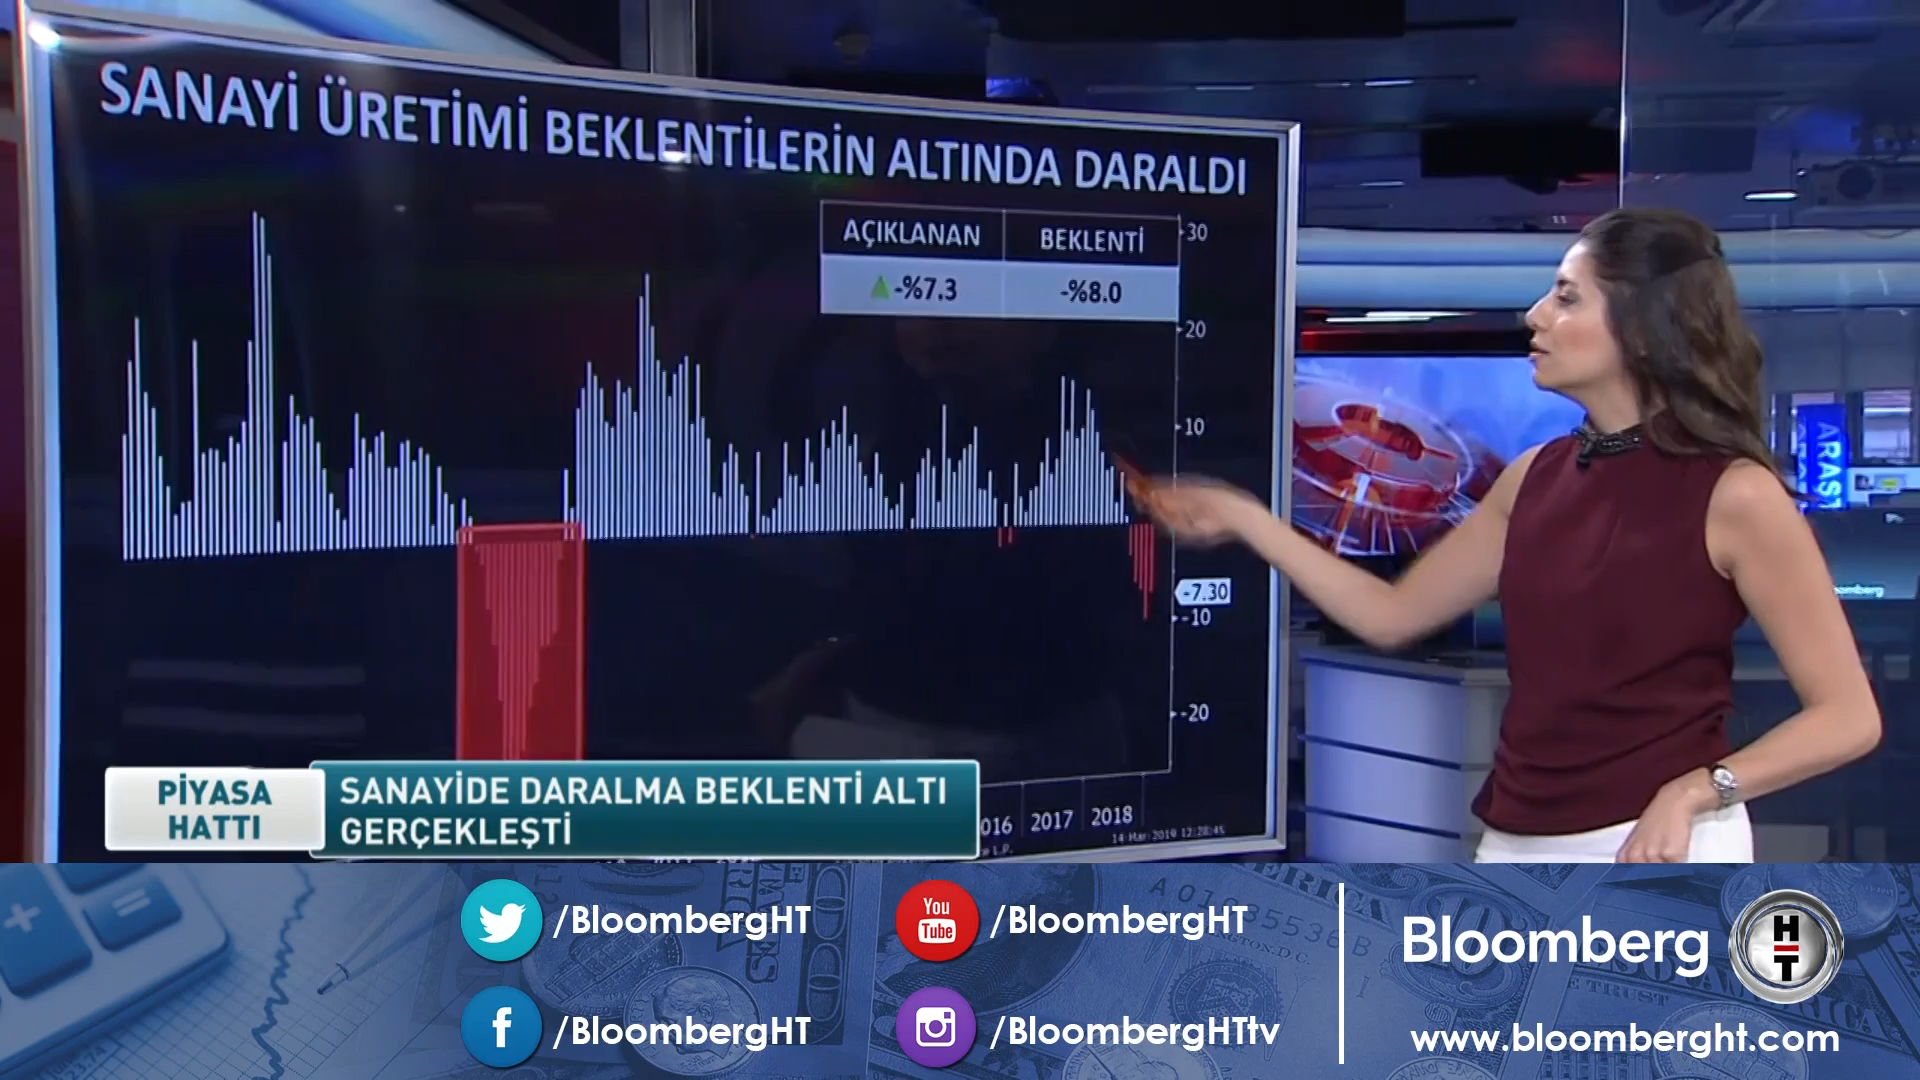 SANAYİ ÜRETİMİ BEKLENTİLERİN ALTINDA DARALDI
AÇIKLANAN BEKLENTİ
-%7.3 -%8.0
30
20
10
-7.30
-10
-20
2017 2018
PİYASA
HATTI
SANAYİDE DARALMA BEKLENTİ ALTI
GERÇEKLEŞTİ
/BloombergHT
You
Tube
/BloombergHT
/BloombergHT
/BloombergHTtv
Bloomberg
H
T
www.bloomberght.com